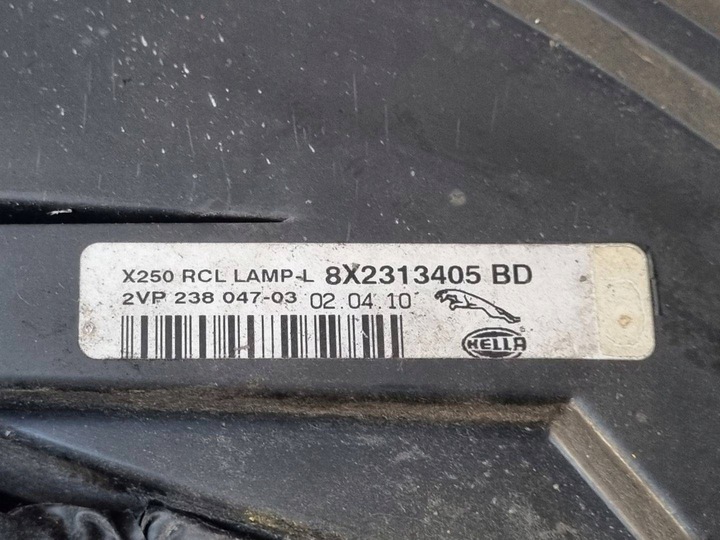 X250 RCL LAMP-L 8X2313405 BD
2VP 238 047-03 02.04.10
HELLA